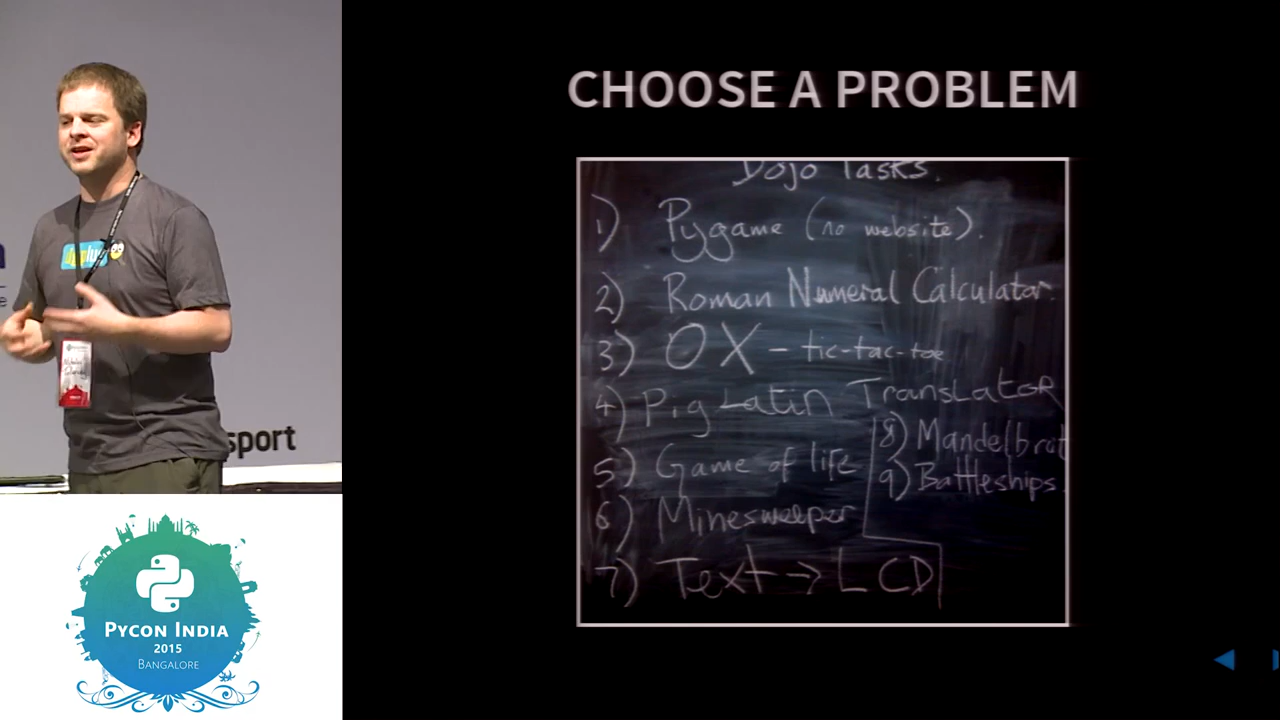 CHOOSE A PROBLEM
Dojo Tasks.
1) Pygame (no website).
2) Roman Numeral Calculator.
3) OX - tic-tac-toe
4) Pig Latin Translator
5) Game of life
6) Minesweeper
7) Text → LCD
8) Mandelbrot
9) Battleships.
sport
PYCON INDIA
2015
BANGALORE